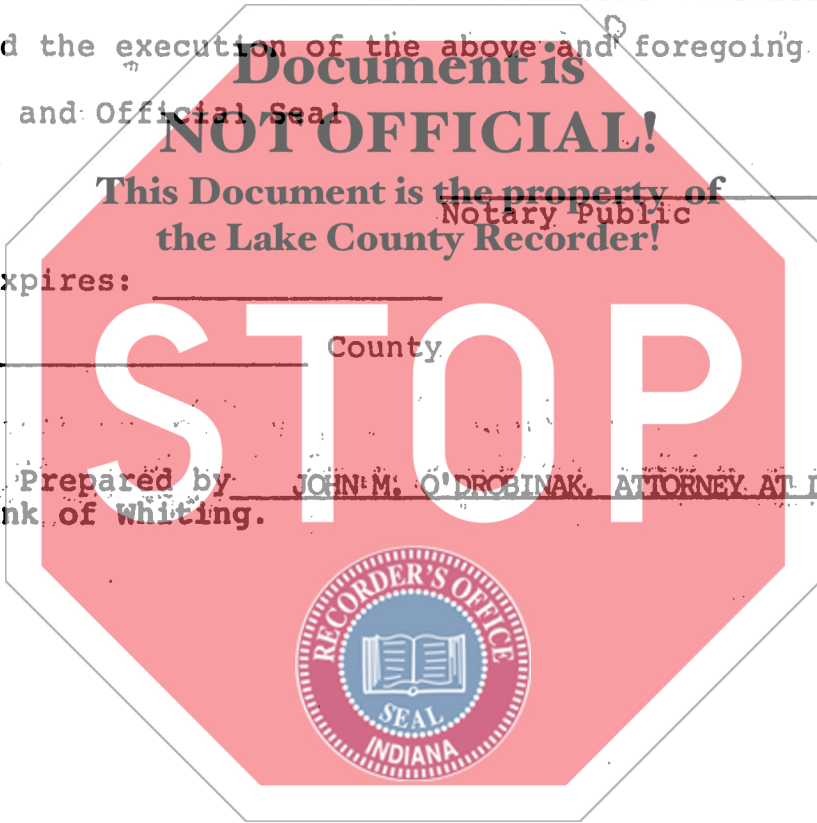 d the execution of the above and foregoing
Document is
and Official Seal
NOT OFFICIAL!
This Document is the property of
Notary Public
the Lake County Recorder!
xpires:
STOP
County
Prepared by JOHN M. O'DROBINAK, ATTORNEY AT L
nk of Whiting.
RECORDER'S OFFICE
SEAL
INDIANA